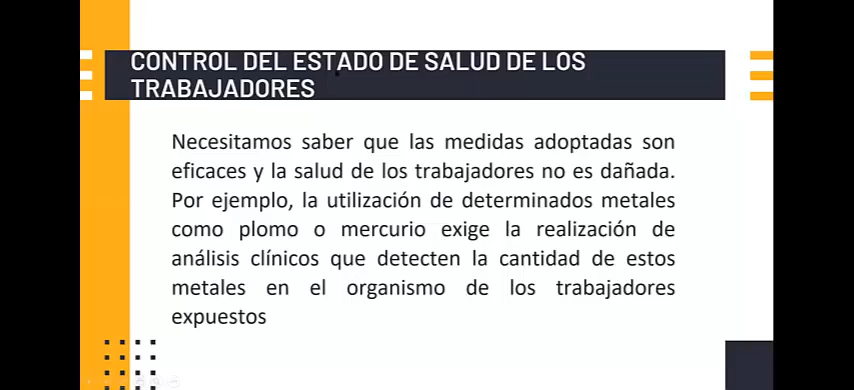 CONTROL DEL ESTADO DE SALUD DE LOS
TRABAJADORES
Necesitamos saber que las medidas adoptadas son
eficaces y la salud de los trabajadores no es dañada.
Por ejemplo, la utilización de determinados metales
como plomo o mercurio exige la realización de
análisis clínicos que detecten la cantidad de estos
metales en el organismo de los trabajadores
expuestos